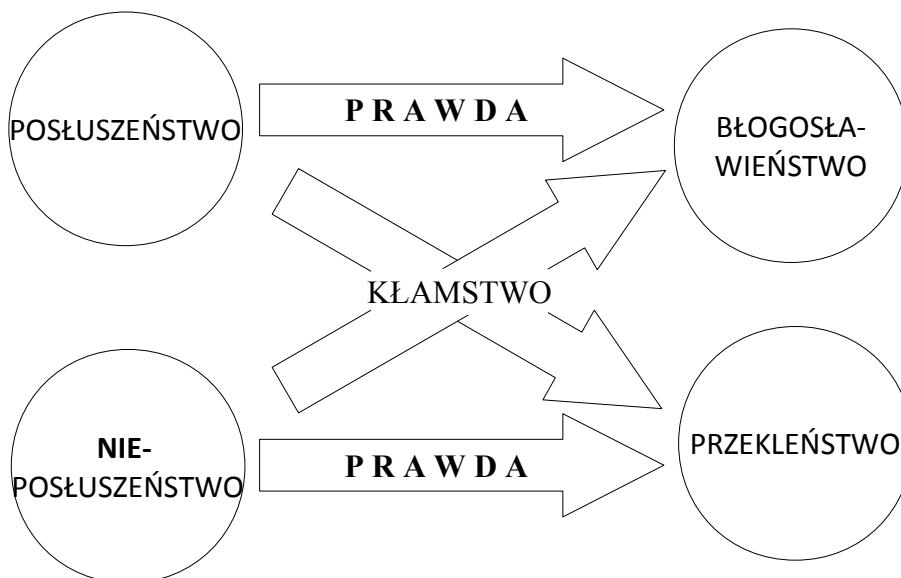 POSŁUSZEŃSTWO
P R A W D A
BŁOGOSŁA-
WIEŃSTWO
KŁAMSTWO
NIE-
POSŁUSZEŃSTWO
P R A W D A
PRZEKLEŃSTWO